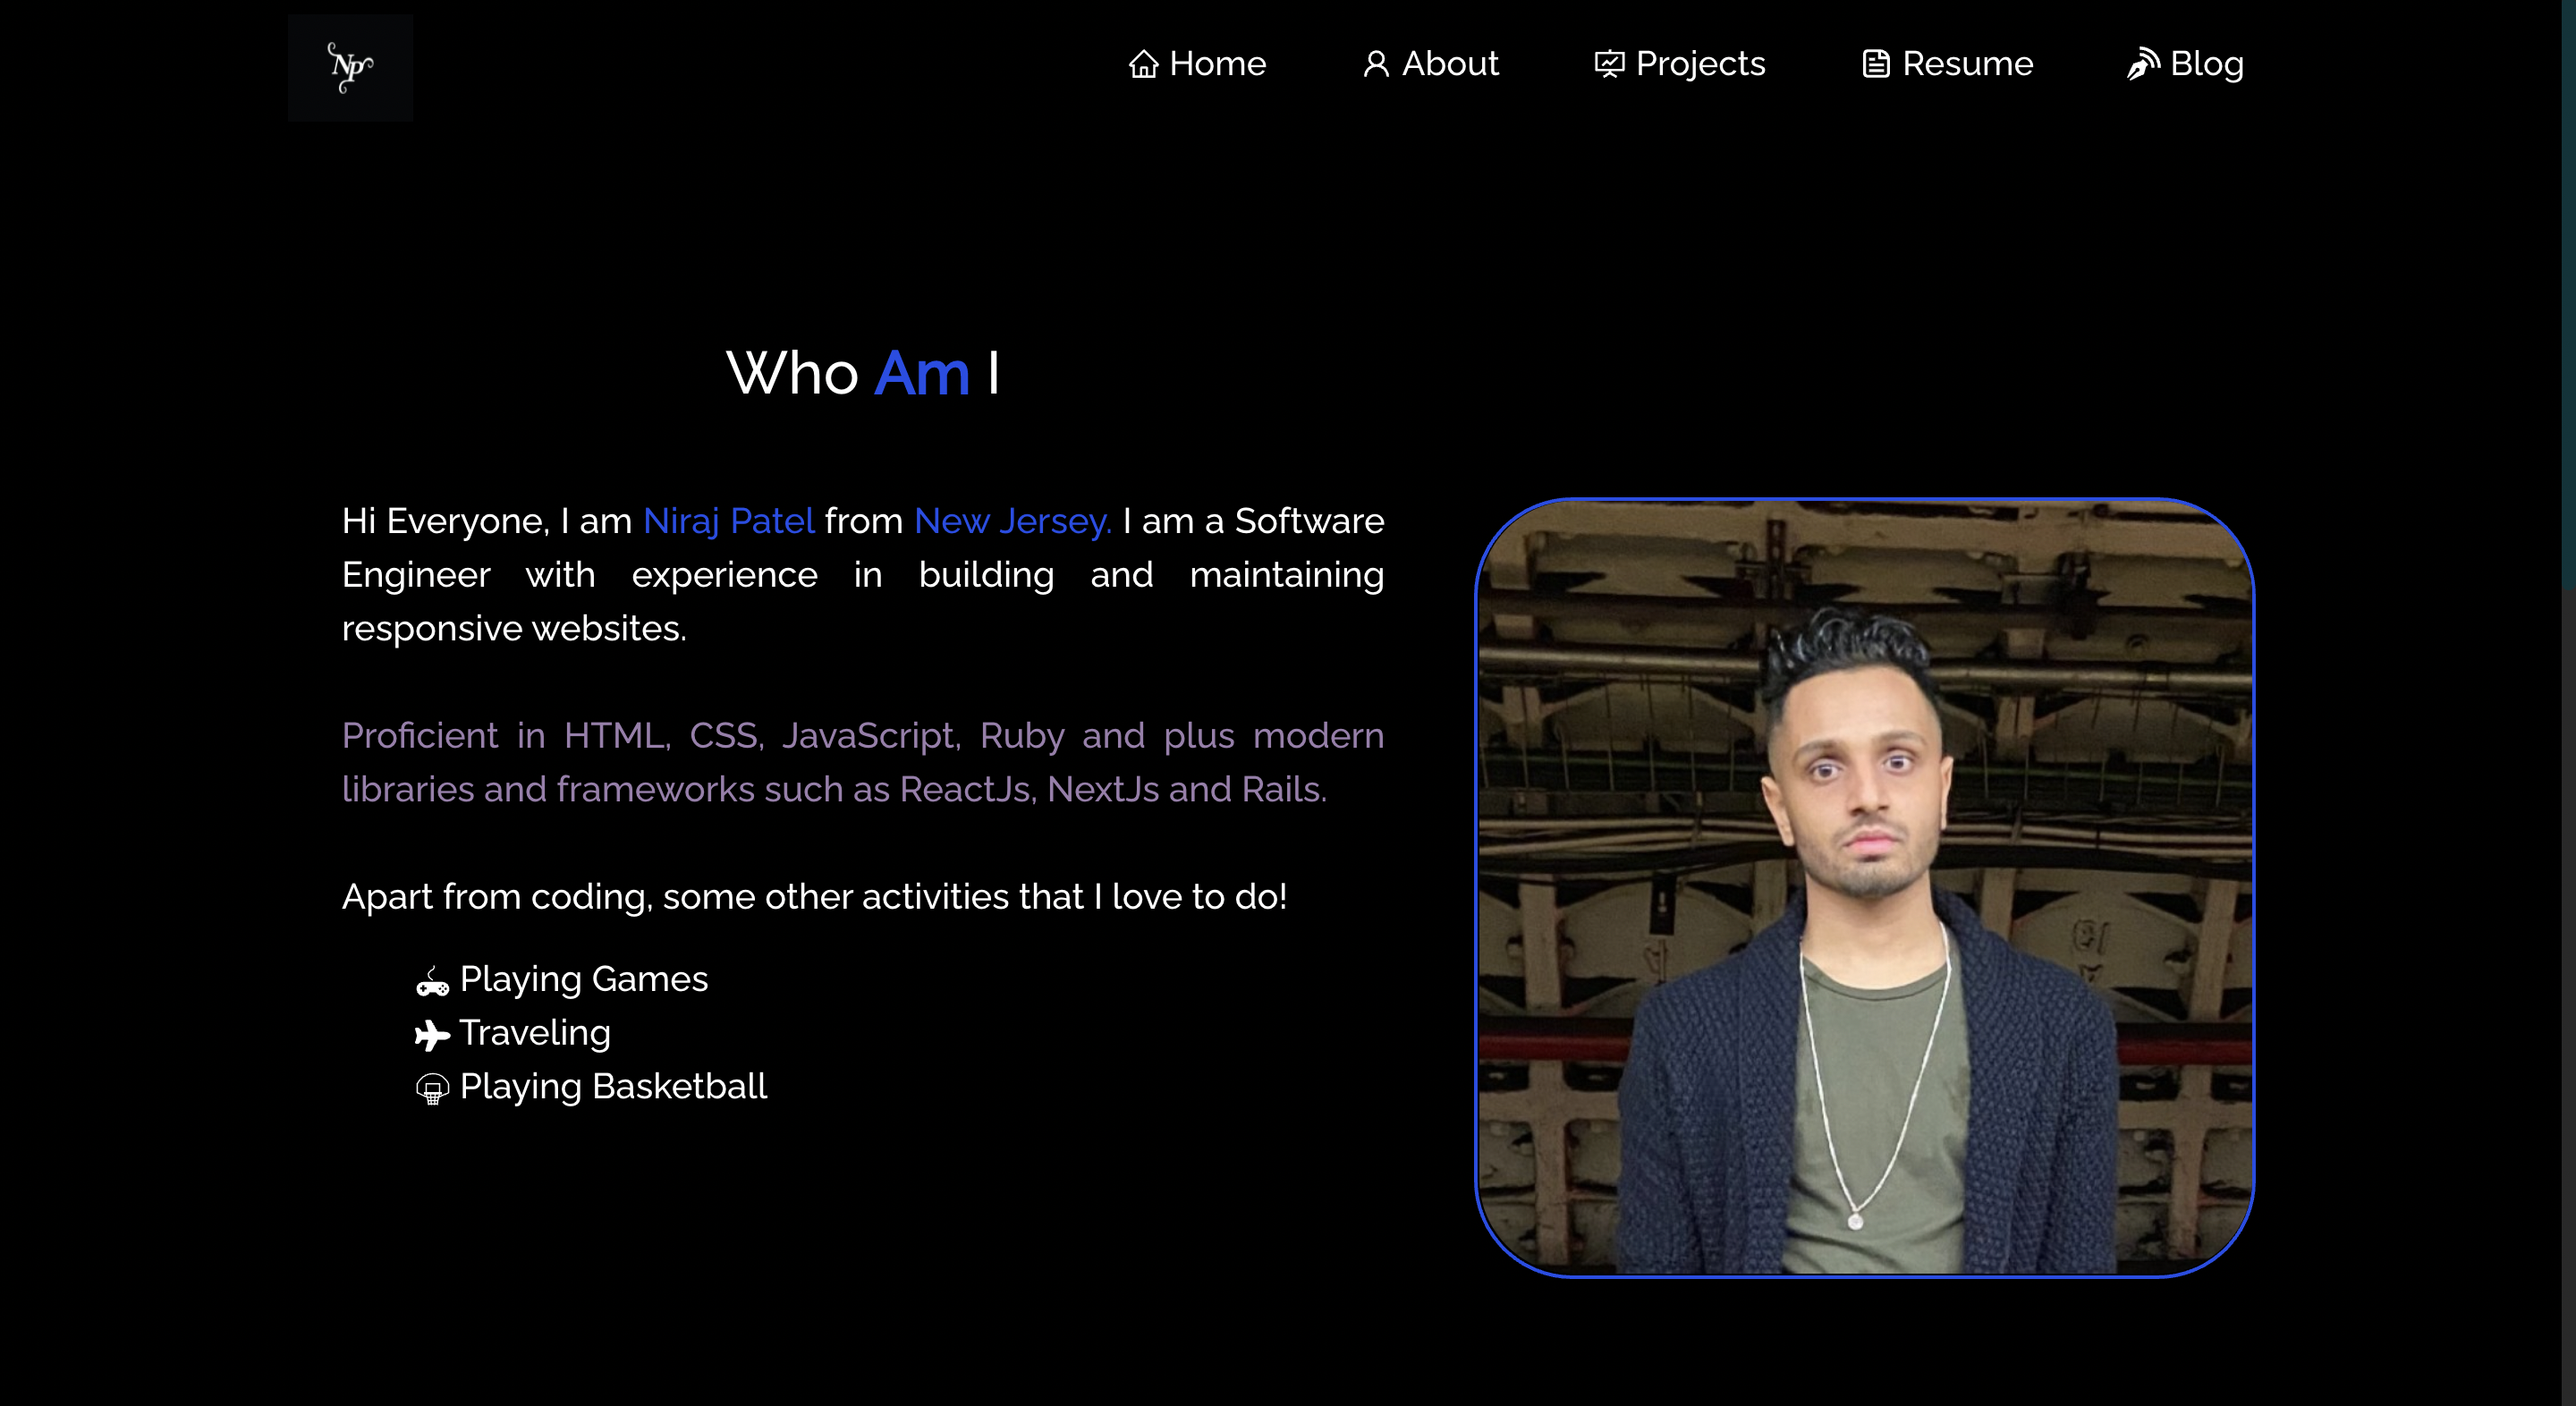 Np
Home About Projects Resume Blog
Who Am I
Hi Everyone, I am Niraj Patel from New Jersey. I am a Software
Engineer with experience in building and maintaining
responsive websites.
Proficient in HTML, CSS, JavaScript, Ruby and plus modern
libraries and frameworks such as ReactJs, NextJs and Rails.
Apart from coding, some other activities that I love to do!
Playing Games
Traveling
Playing Basketball